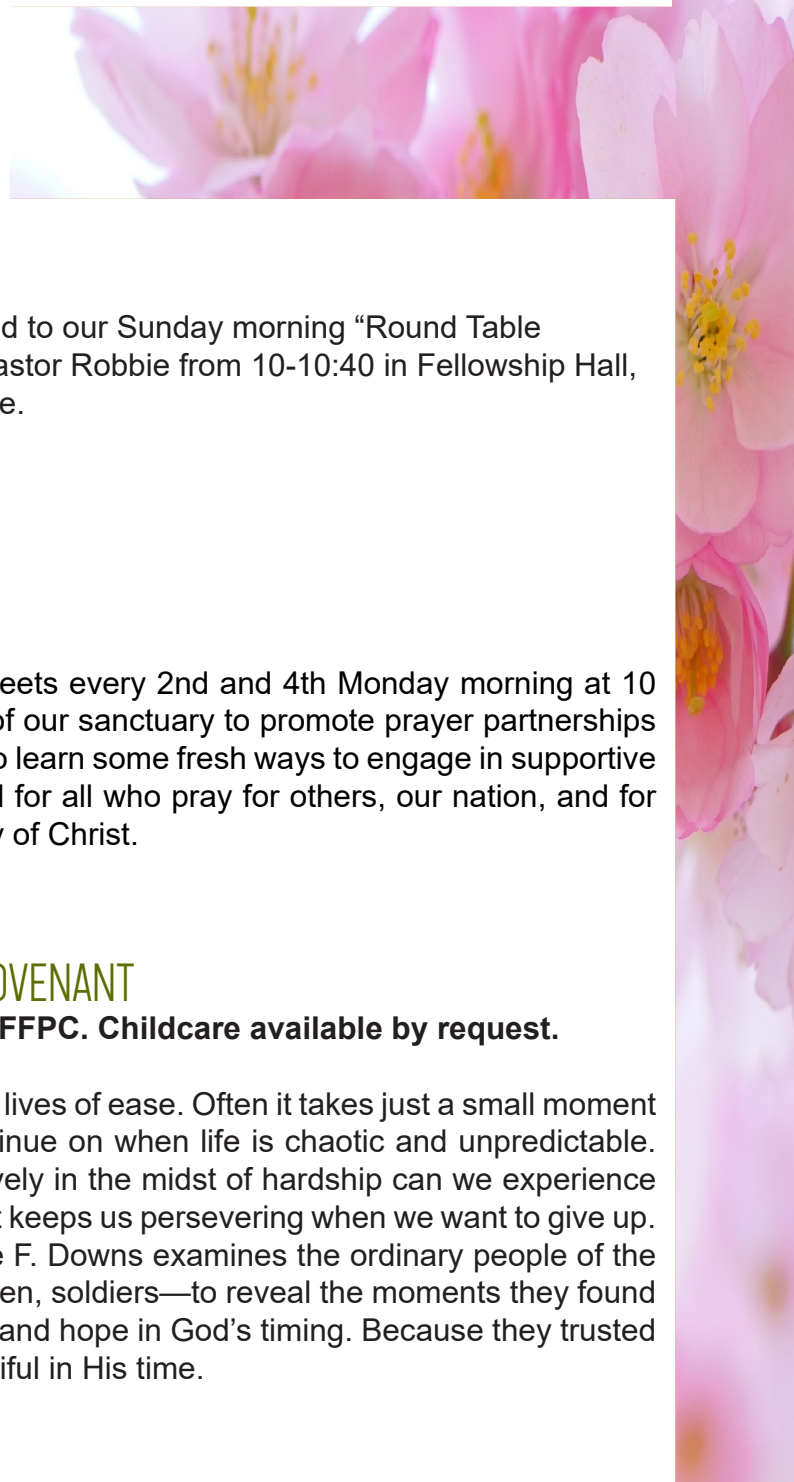 d to our Sunday morning “Round Table
astor Robbie from 10-10:40 in Fellowship Hall,
e.
eets every 2nd and 4th Monday morning at 10
of our sanctuary to promote prayer partnerships
o learn some fresh ways to engage in supportive
for all who pray for others, our nation, and for
of Christ.
OVENANT
FFPC. Childcare available by request.
lives of ease. Often it takes just a small moment
inue on when life is chaotic and unpredictable.
vely in the midst of hardship can we experience
t keeps us persevering when we want to give up.
e F. Downs examines the ordinary people of the
en, soldiers—to reveal the moments they found
and hope in God’s timing. Because they trusted
iful in His time.